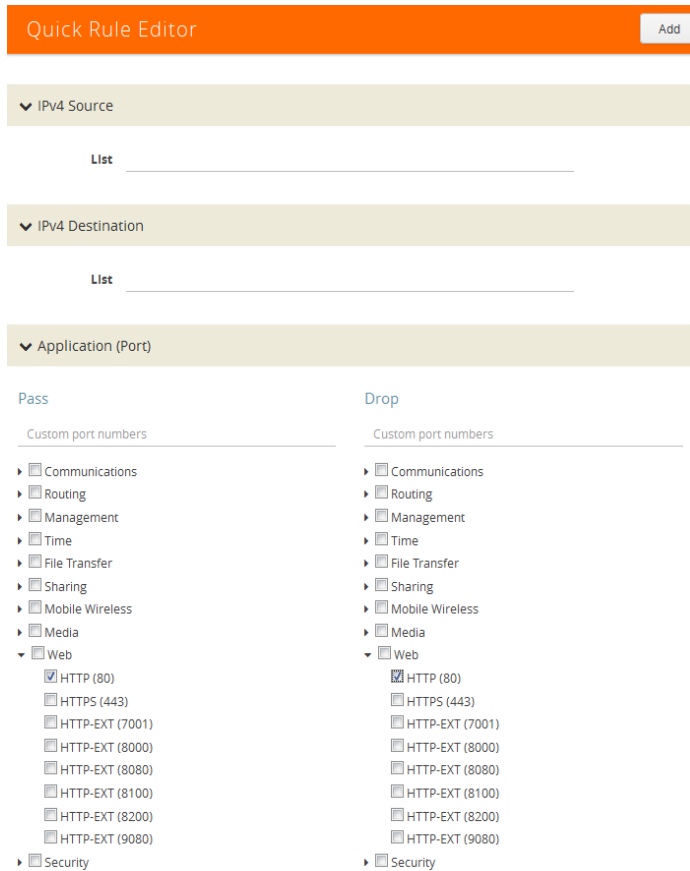 Quick Rule Editor
Add
IPv4 Source
List
IPv4 Destination
List
Application (Port)
Pass
Drop
Custom port numbers
Custom port numbers
Communications
Communications
Routing
Routing
Management
Management
Time
Time
File Transfer
File Transfer
Sharing
Sharing
Mobile Wireless
Mobile Wireless
Media
Media
Web
Web
HTTP (80)
HTTP (80)
HTTPS (443)
HTTPS (443)
HTTP-EXT (7001)
HTTP-EXT (7001)
HTTP-EXT (8000)
HTTP-EXT (8000)
HTTP-EXT (8080)
HTTP-EXT (8080)
HTTP-EXT (8100)
HTTP-EXT (8100)
HTTP-EXT (8200)
HTTP-EXT (8200)
HTTP-EXT (9080)
HTTP-EXT (9080)
Security
Security